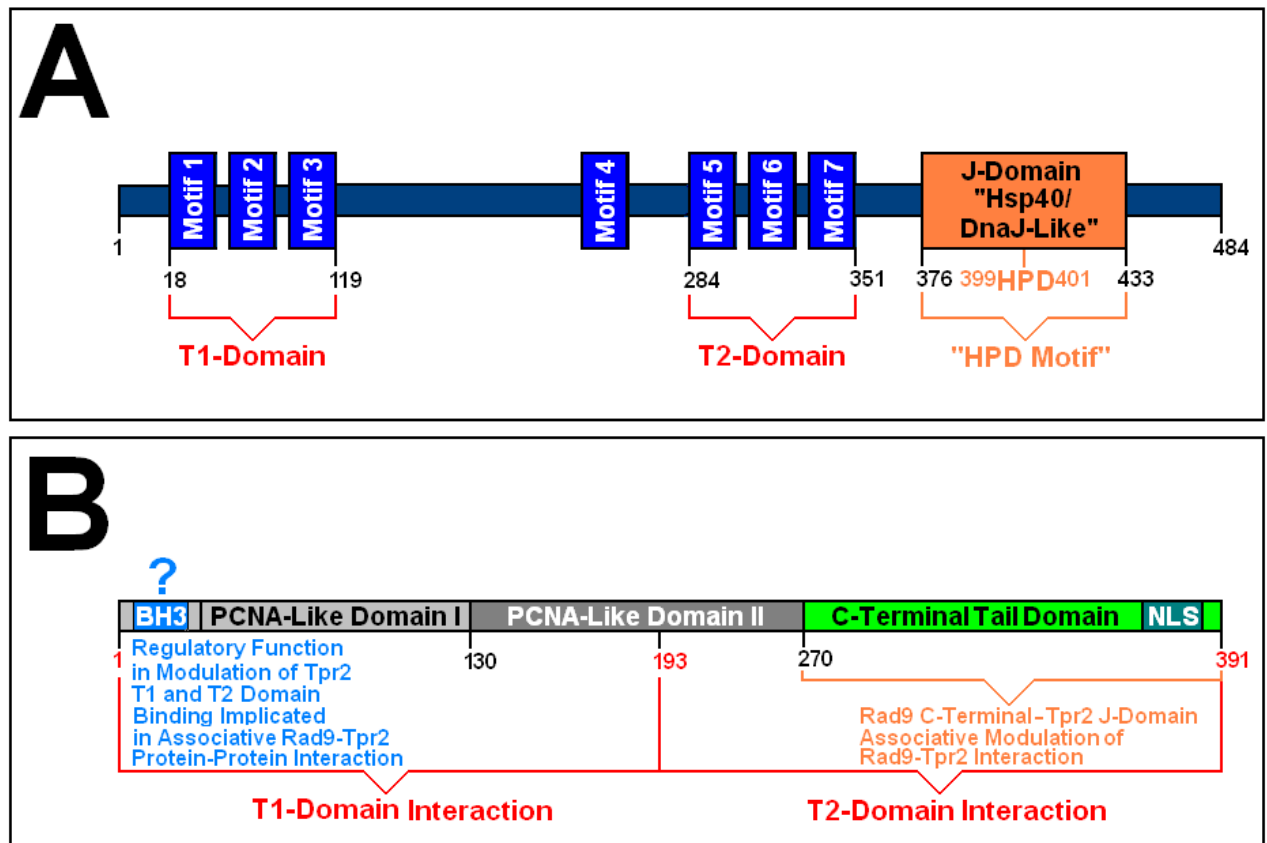 A
Motif 1
Motif 2
Motif 3
Motif 4
Motif 5
Motif 6
Motif 7
J-Domain
"Hsp40/
DnaJ-Like"
1
484
18
119
284
351
376
399HPD401
433
T1-Domain
T2-Domain
"HPD Motif"
B
?
BH3
PCNA-Like Domain I
PCNA-Like Domain II
C-Terminal Tail Domain
NLS
1
130
193
270
391
Regulatory Function
in Modulation of Tpr2
T1 and T2 Domain
Binding Implicated
in Associative Rad9-Tpr2
Protein-Protein Interaction
Rad9 C-Terminal-Tpr2 J-Domain
Associative Modulation of
Rad9-Tpr2 Interaction
T1-Domain Interaction
T2-Domain Interaction